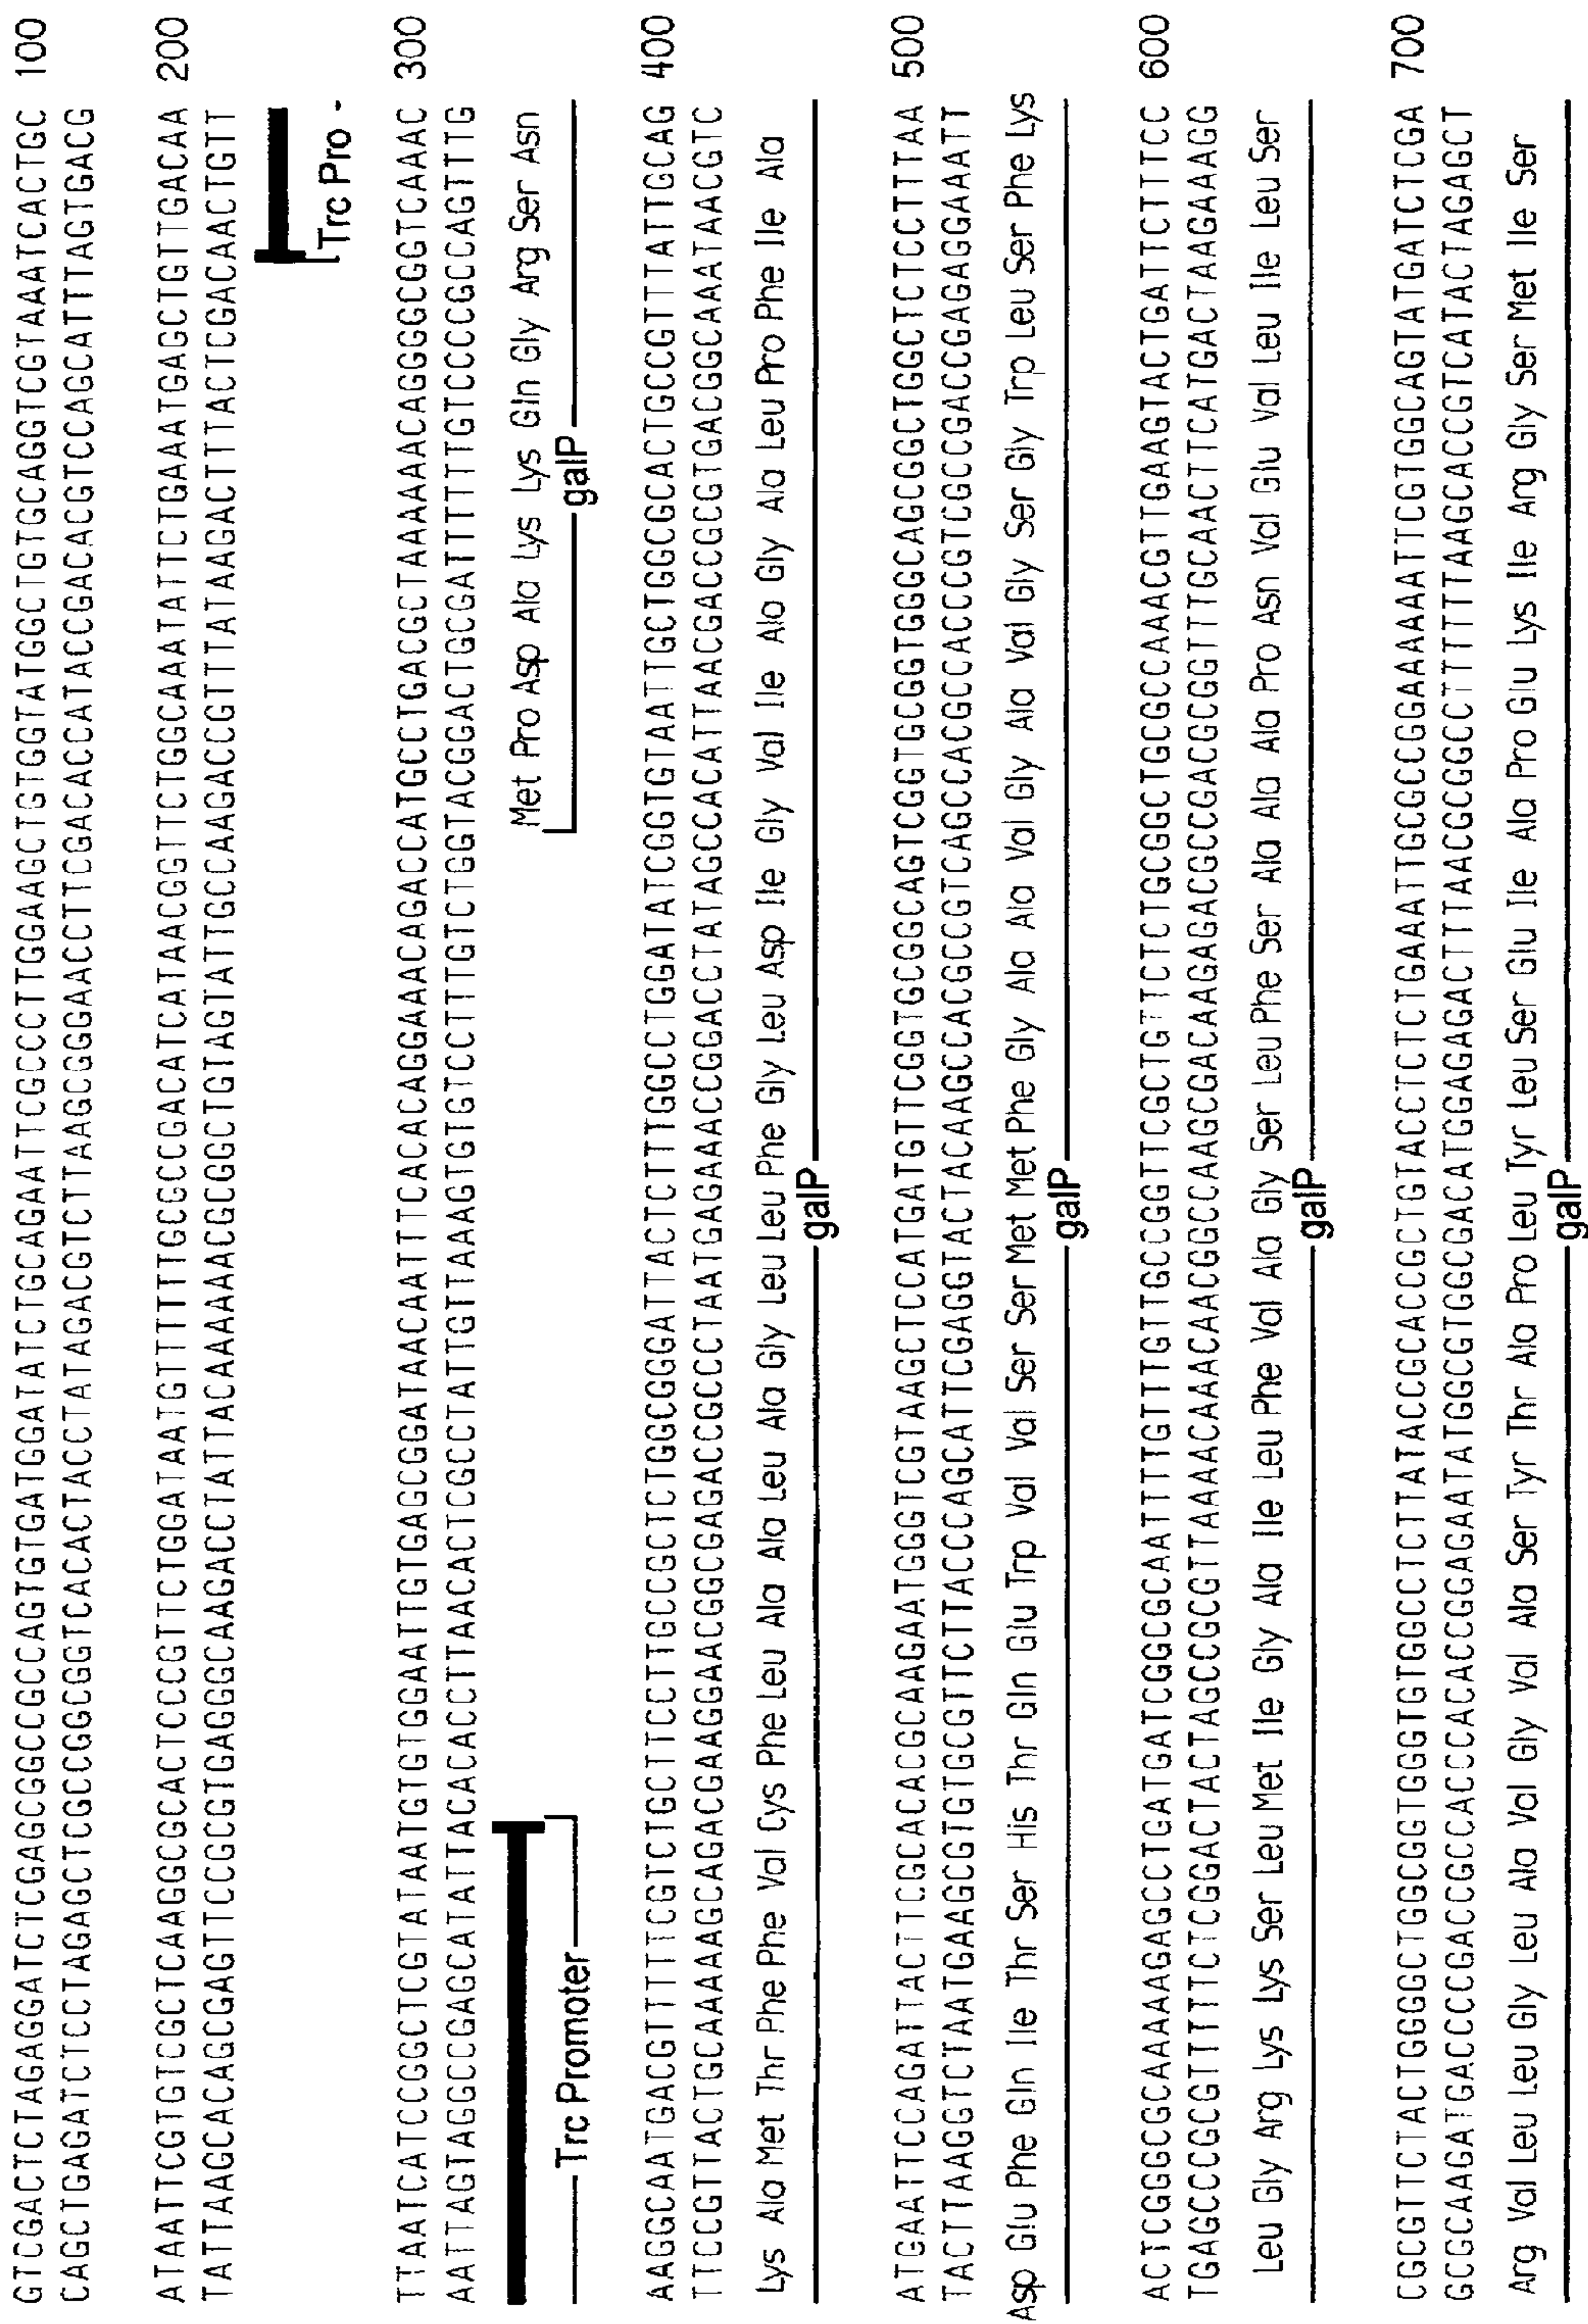 GTCGACTCTAGAGGATCTCGAGCGGCCGCCAGTGTGATGGATATCTGCAGAATTCGCCCTTGGAAGCTGTGGTATGGCTGTGCAGGTCGTAAATCACTGC 100
CAGCTGAGATCTCCTAGAGCTCGCCGGCGGTCACACTACCTATAGACGTCTTAAGCGGGAACCTTCGACACCATACCGACACGTCCAGCATTTAGTGACG
ATAATTCGTGTCGCTCAAGGCGCACTCCCGTTCTGGATAATGTTTTTTGCGCCGACATCATAACGGTTCTGGCAAATATTCTGAAATGAGCTGTTGACAA 200
TATTAAGCACAGCGAGTTCCGCGTGAGGGCAAGACCTATTACAAAAAACGCGGCTGTAGTATTGCCAAGACCGTTTATAAGACTTTACTCGACAACTGTT
Trc Pro -
TTAATCATCCGGCTCGTATAATGTGTGGAATTGTGAGCGGATAACAATTTCACACAGGAAACAGACCATGCCTGACGCTAAAAAACAGGGGCGGTCAAAC 300
AATTAGTAGGCCGAGCATATTACACACCTTAACACTCGCCTATTGTTAAAGTGTGTCCTTTGTCTGGTACGGACTGCGATTTTTTGTCCCCGCCAGTTTG
Met Pro Asp Ala Lys Lys Gln Gly Arg Ser Asn
Trc Promoter galP
AAGGCAATGACGTTTTTCGTCTGCTTCCTTGCCGCTCTGGCGGGATTACTCTTTGGCCTGGATATCGGTGTAATTGCTGGCGCACTGCCGTTTATTGCAG 400
TTCCGTTACTGCAAAAAGCAGACGAAGGAACGGCGAGACCGCCCTAATGAGAAACCGGACCTATAGCCACATTAACGACCGCGTGACGGCAAATAACGTC
Lys Ala Met Thr Phe Phe Val Cys Phe Leu Ala Ala Leu Ala Gly Leu Leu Phe Gly Leu Asp Ile Gly Val Ile Ala Gly Ala Leu Pro Phe Ile Ala
galP
ATGAATTCCAGATTACTTCGCACACGCAAGAATGGGTCGTAAGCTCCATGATGTTCGGTGCGGCAGTCGGTGCGGTGGGCAGCGGCTGGCTCTCCTTTAA 500
TACTTAAGGTCTAATGAAGCGTGTGCGTTCTTACCCAGCATTCGAGGTACTACAAGCCACGCCGTCAGCCACGCCACCCGTCGCCGACCGAGAGGAAATT
Asp Glu Phe Gln Ile Thr Ser His Thr Gln Glu Trp Val Val Ser Ser Met Met Phe Gly Ala Ala Val Gly Ala Val Gly Ser Gly Trp Leu Ser Phe Lys
galP
ACTCGGGCGCAAAAAGAGCCTGATGATCGGCGCAATTTTGTTTGTTGCCGGTTCGCTGTTCTCTGCGGCTGCGCCAAACGTTGAAGTACTGATTCTTTCC 600
TGAGCCCGCGTTTTTCTCGGACTACTAGCCGCGTTAAAACAAACAACGGCCAAGCGACAAGAGACGCCGACGCGGTTTGCAACTTCATGACTAAGAAAGG
Leu Gly Arg Lys Lys Ser Leu Met Ile Gly Ala Ile Leu Phe Val Ala Gly Ser Leu Phe Ser Ala Ala Ala Pro Asn Val Glu Val Leu Ile Leu Ser
galP
CGCGTTCTACTGGGGCTGGCGGTGGGTGTGGCCTCTTATACCGCACCGCTGTACCTCTCTGAAATTGCGCCGGAAAAAATTCGTGGCAGTATGATCTCGA 700
GCGCAAGATGACCCCGACCGCCACCCACACCGGAGAATATGGCGTGGCGACATGGAGAGACTTTAACGCGGCCTTTTTTAAGCACCGTCATACTAGAGCT
Arg Val Leu Leu Gly Leu Ala Val Gly Val Ala Ser Tyr Thr Ala Pro Leu Tyr Leu Ser Glu Ile Ala Pro Glu Lys Ile Arg Gly Ser Met Ile Ser
galP